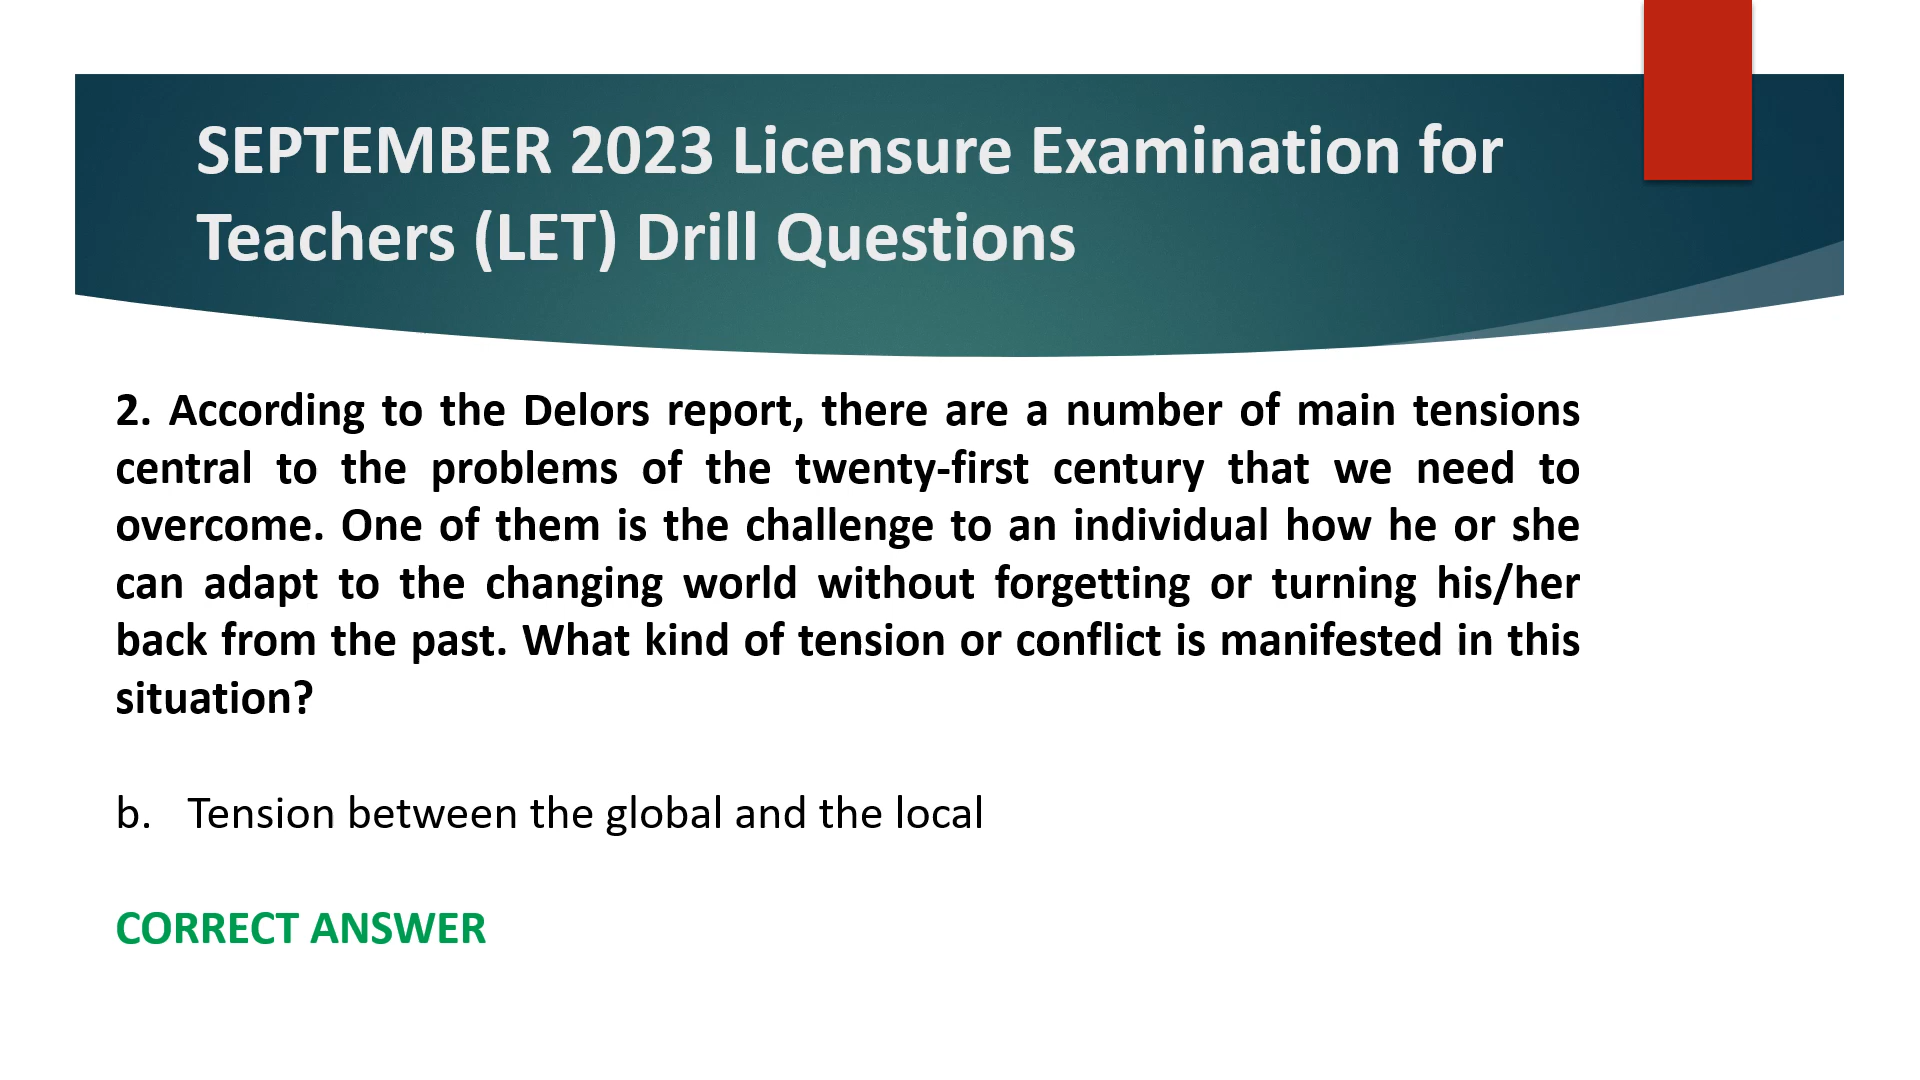 SEPTEMBER 2023 Licensure Examination for
Teachers (LET) Drill Questions
2. According to the Delors report, there are a number of main tensions
central to the problems of the twenty-first century that we need to
overcome. One of them is the challenge to an individual how he or she
can adapt to the changing world without forgetting or turning his/her
back from the past. What kind of tension or conflict is manifested in this
situation?
b. Tension between the global and the local
CORRECT ANSWER